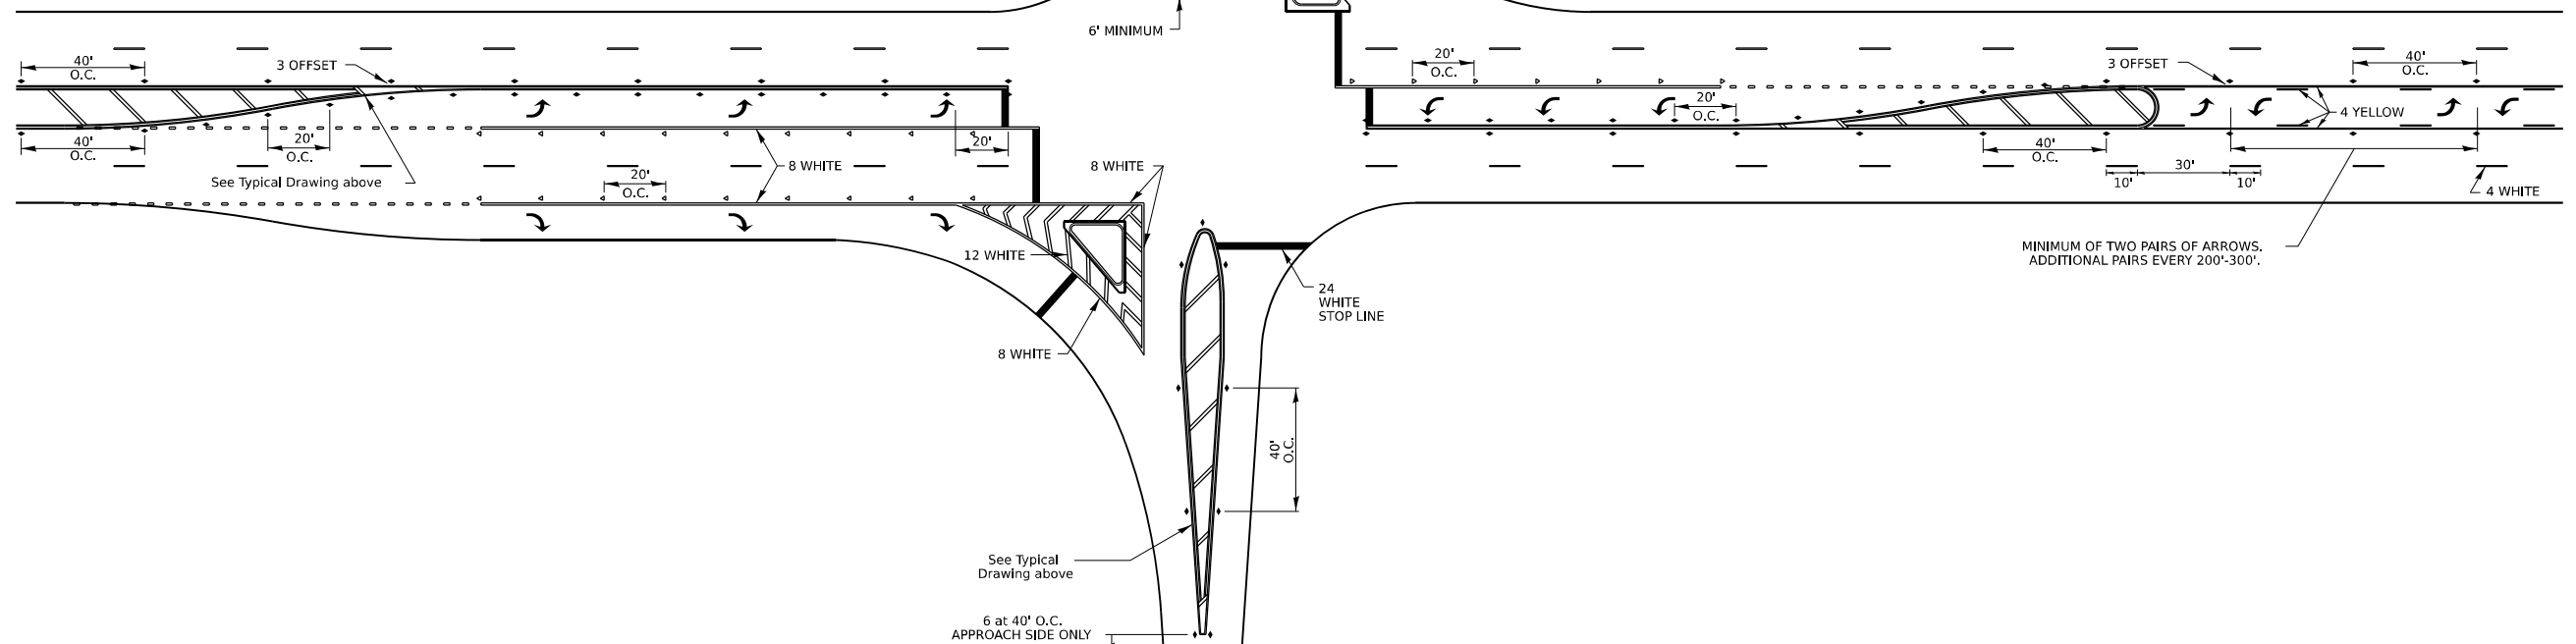 6' MINIMUM
40'
O.C.
3 OFFSET
20'
O.C.
3 OFFSET
40'
O.C.
40'
O.C.
20'
O.C.
See Typical Drawing above
20'
O.C.
8 WHITE
20'
8 WHITE
20'
O.C.
40'
O.C.
4 YELLOW
10'
30'
10'
4 WHITE
12 WHITE
8 WHITE
24
WHITE
STOP LINE
MINIMUM OF TWO PAIRS OF ARROWS.
ADDITIONAL PAIRS EVERY 200'-300'.
40'
O.C.
See Typical
Drawing above
6 at 40' O.C.
APPROACH SIDE ONLY